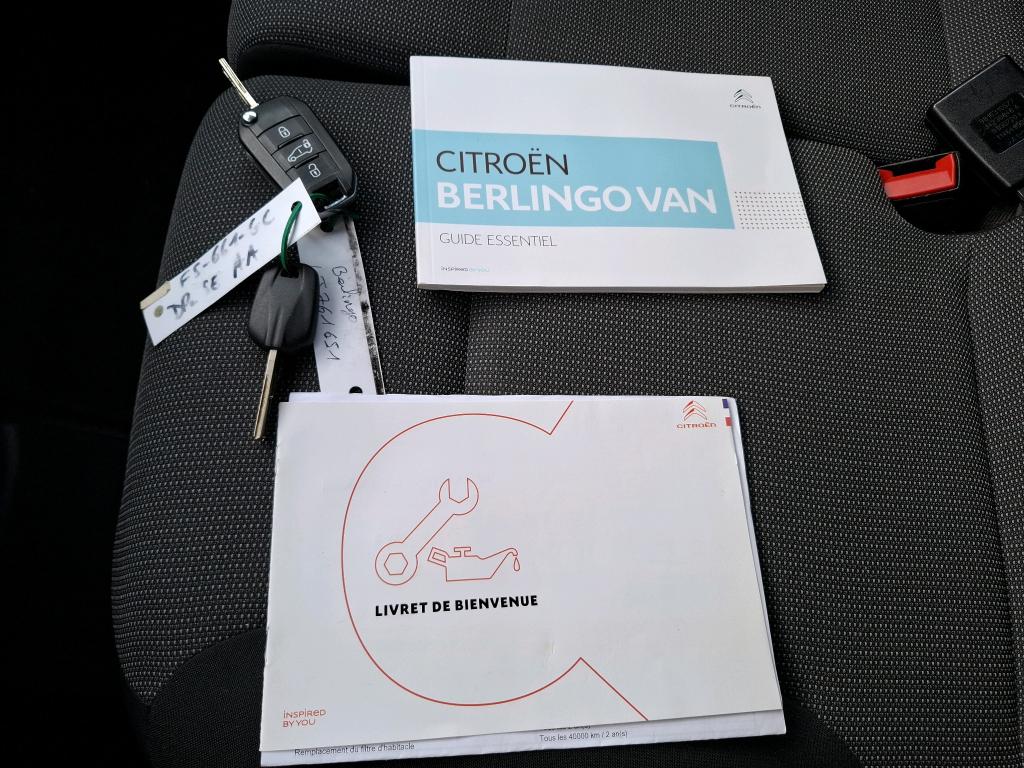 CITROËN
CITROËN
BERLINGO VAN
GUIDE ESSENTIEL
INSPIRED BY YOU
Berlingo
CITROËN
LIVRET DE BIENVENUE
INSPIRED
BY YOU
Remplacement du filtre d'habitacle
Tous les 40000 km / 2 an(s)